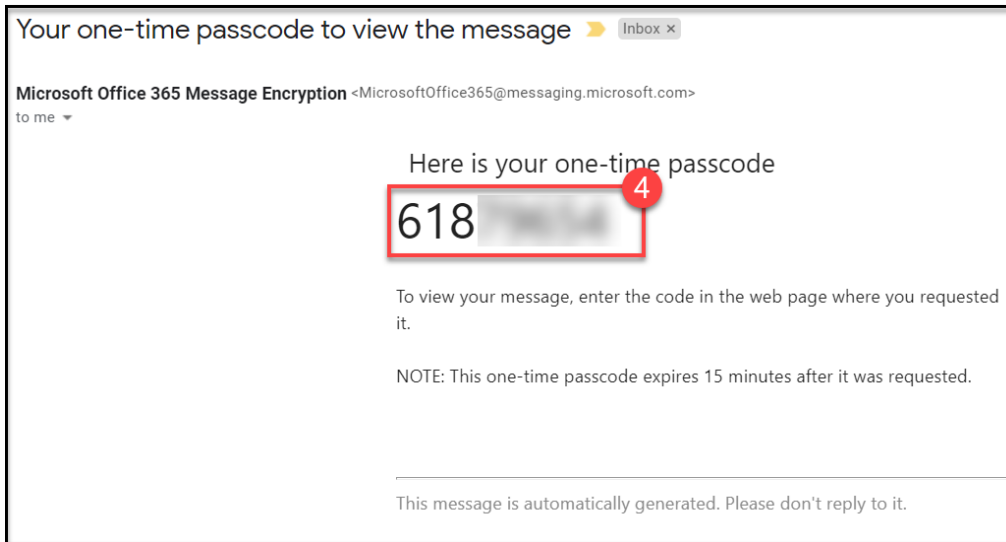 Your one-time passcode to view the message Inbox ×
Microsoft Office 365 Message Encryption <MicrosoftOffice365@messaging.microsoft.com>
to me
Here is your one-time passcode
4
618
To view your message, enter the code in the web page where you requested
it.
NOTE: This one-time passcode expires 15 minutes after it was requested.
This message is automatically generated. Please don't reply to it.